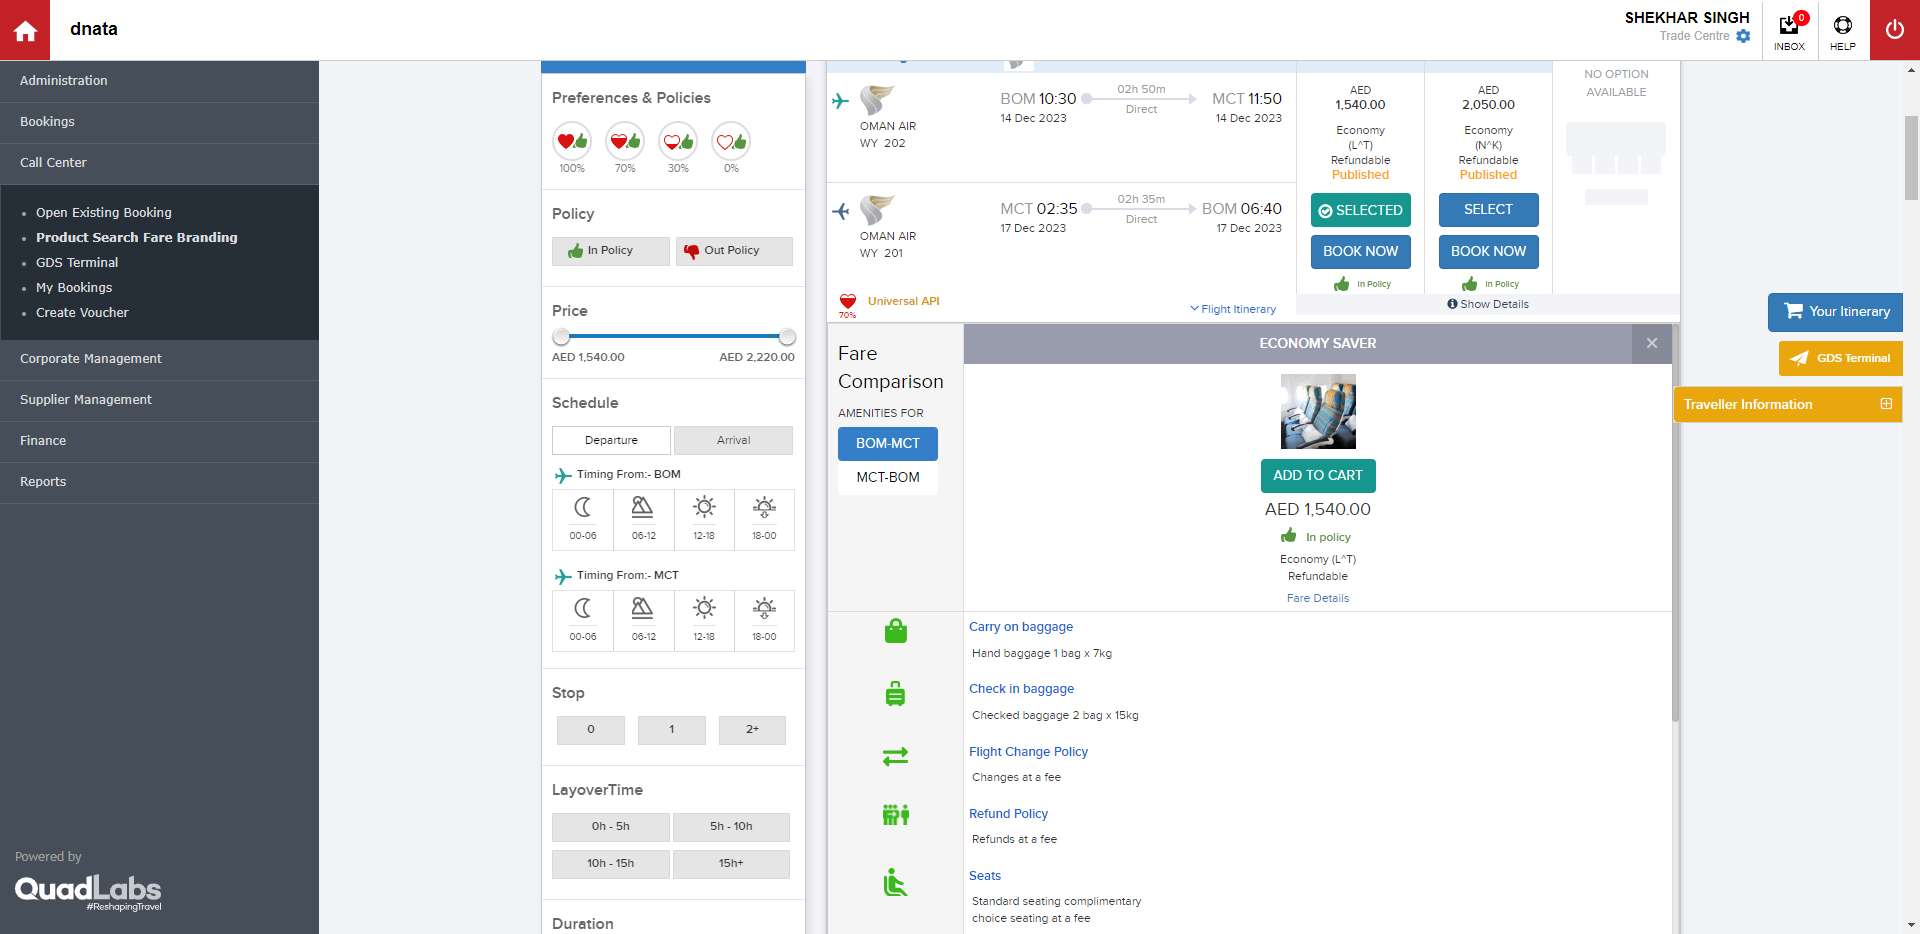 dnata
SHEKHAR SINGH
Trade Centre
0
INBOX
HELP
Administration
Bookings
Call Center
Open Existing Booking
Product Search Fare Branding
GDS Terminal
My Bookings
Create Voucher
Corporate Management
Supplier Management
Finance
Reports
Powered by
QuadLabs
#ReshapingTravel
Preferences & Policies
100% 70% 30% 0%
Policy
In Policy Out Policy
Price
AED 1,540.00 AED 2,220.00
Schedule
Departure Arrival
Timing From:- BOM
00-06 06-12 12-18 18-00
Timing From:- MCT
00-06 06-12 12-18 18-00
Stop
0 1 2+
LayoverTime
0h - 5h 5h - 10h
10h - 15h 15h+
Duration
OMAN AIR
WY 202
BOM 10:30
14 Dec 2023
02h 50m
Direct
MCT 11:50
14 Dec 2023
OMAN AIR
WY 201
MCT 02:35
17 Dec 2023
02h 35m
Direct
BOM 06:40
17 Dec 2023
70%
Universal API
Flight Itinerary
AED
1,540.00
Economy
(L^T)
Refundable
Published
SELECTED
BOOK NOW
In Policy
AED
2,050.00
Economy
(N^K)
Refundable
Published
SELECT
BOOK NOW
In Policy
NO OPTION
AVAILABLE
Show Details
Fare
Comparison
AMENITIES FOR
BOM-MCT
MCT-BOM
ECONOMY SAVER
ADD TO CART
AED 1,540.00
In policy
Economy (L^T)
Refundable
Fare Details
Carry on baggage
Hand baggage 1 bag x 7kg
Check in baggage
Checked baggage 2 bag x 15kg
Flight Change Policy
Changes at a fee
Refund Policy
Refunds at a fee
Seats
Standard seating complimentary
choice seating at a fee
Your Itinerary
GDS Terminal
Traveller Information